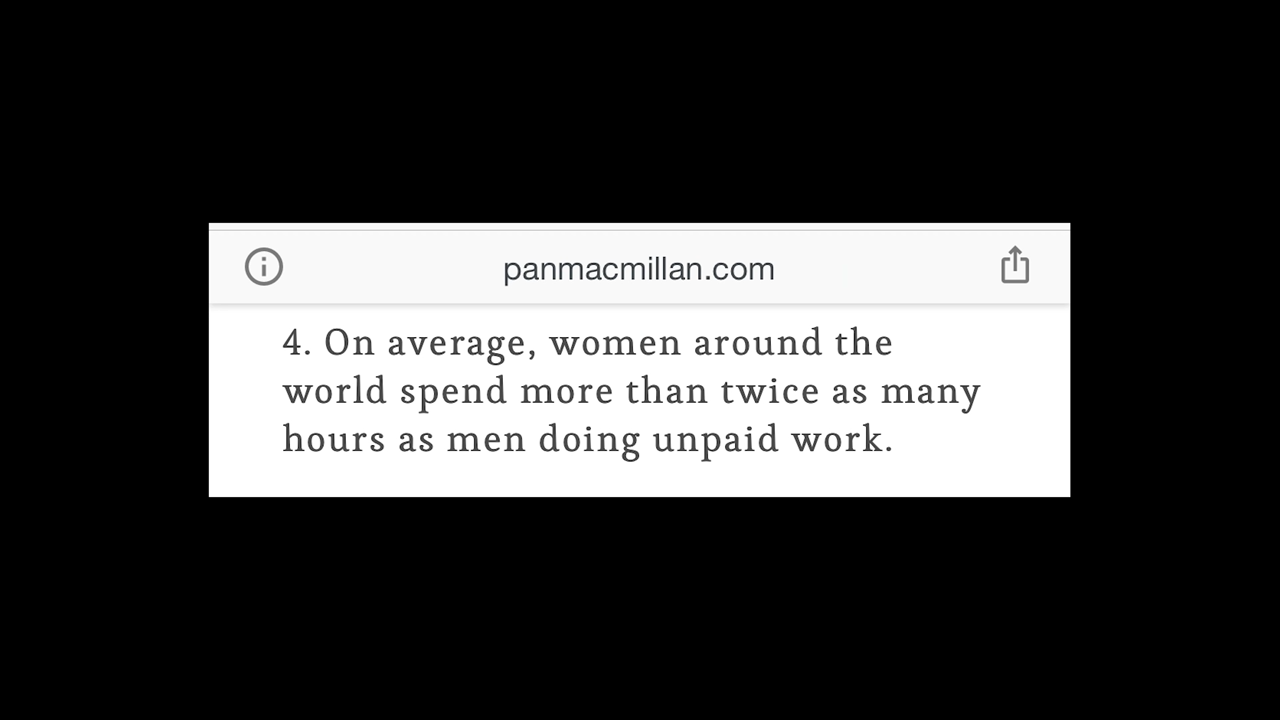 panmacmillan.com
4. On average, women around the
world spend more than twice as many
hours as men doing unpaid work.